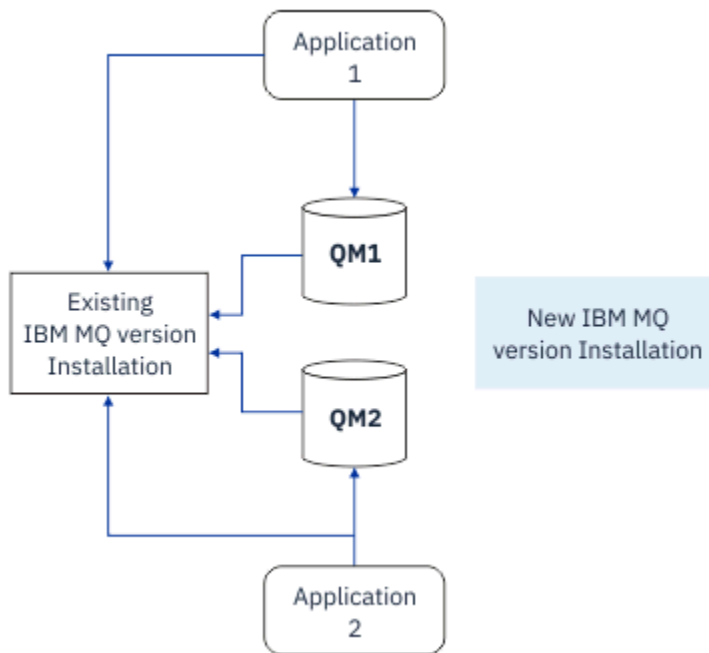 Application
1
QM1
Existing
IBM MQ version
Installation
New IBM MQ
version Installation
QM2
Application
2